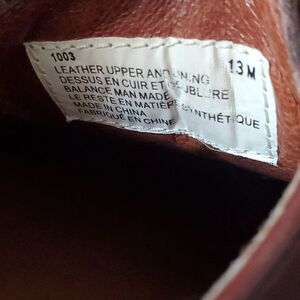 1003 13 M
LEATHER UPPER AND LINING
DESSUS EN CUIR ET DOUBLURE
BALANCE MAN MADE
LE RESTE EN MATIÈRE SYNTHÉTIQUE
MADE IN CHINA
FABRIQUÉ EN CHINE